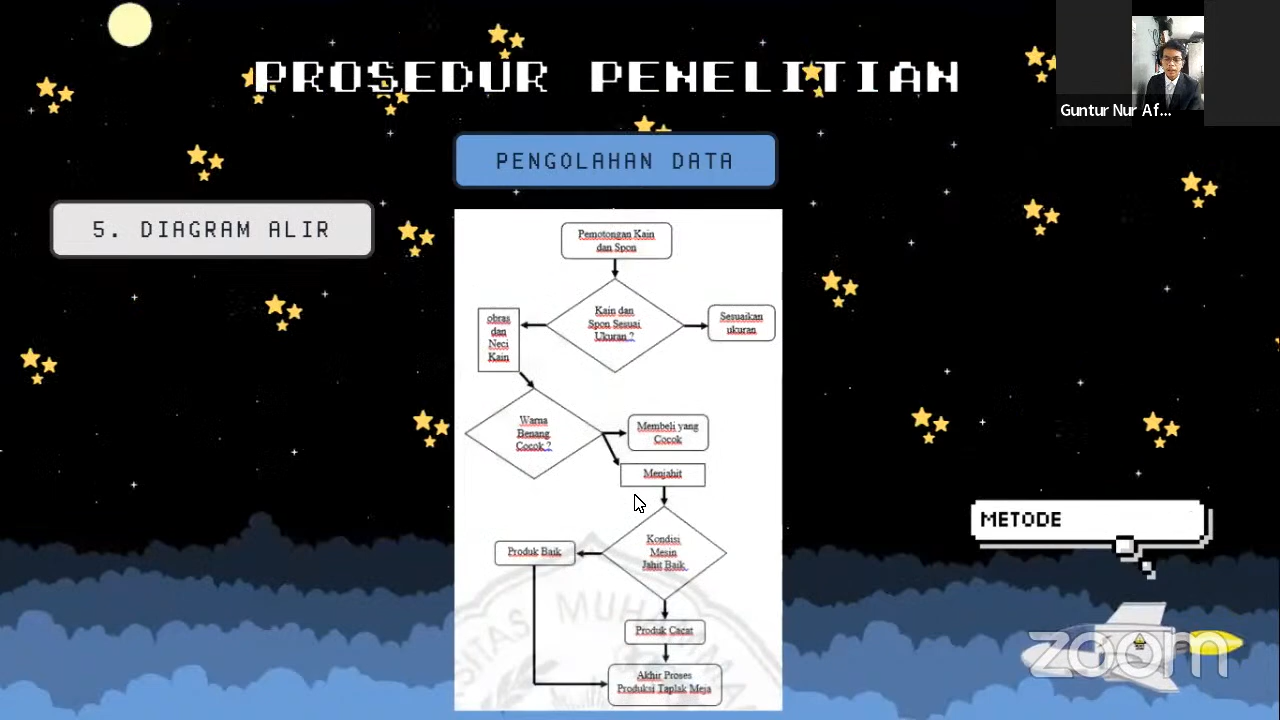 PROSEDUR PENELITIAN
Guntur Nur Af...
PENGOLAHAN DATA
5. DIAGRAM ALIR
Pemotongan Kain
dan Spon
Kain dan
Spon Sesuai
Ukuran ?
Sesuaikan
ukuran
obras
dan
Neci
Kain
Warna
Benang
Cocok ?
Membeli yang
Cocok
Menjahit
Kondisi
Mesin
Jahit Baik
Produk Baik
Produk Cacat
Akhir Proses
Produksi Taplak Meja
METODE
zoom